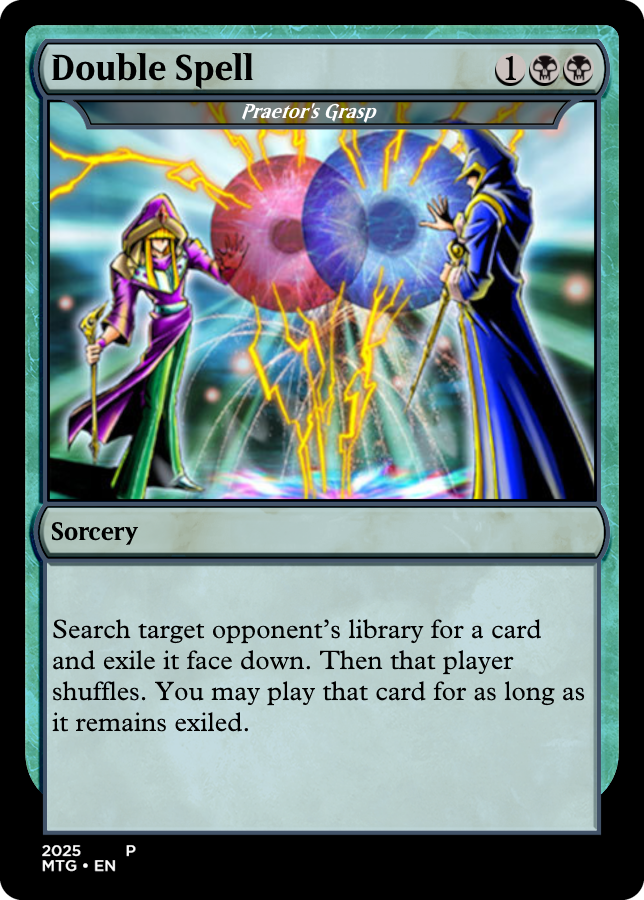 Double Spell 1
Praetor's Grasp
Sorcery
Search target opponent’s library for a card
and exile it face down. Then that player
shuffles. You may play that card for as long as
it remains exiled.
2025 P
MTG • EN